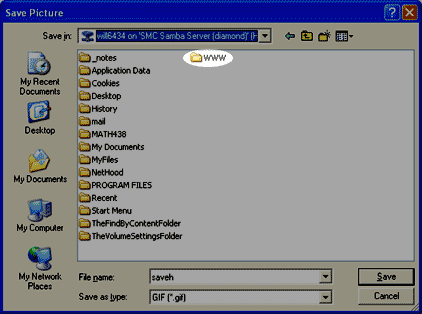 Save Picture
Save in: will6434 on 'SMC Samba Server (diamond)' (H
My Recent Documents
Desktop
My Documents
My Computer
My Network Places
_notes
Application Data
Cookies
Desktop
History
mail
MATH438
My Documents
MyFiles
NetHood
PROGRAM FILES
Recent
Start Menu
TheFindByContentFolder
TheVolumeSettingsFolder
WWW
File name: saveh Save
Save as type: GIF (*.gif) Cancel